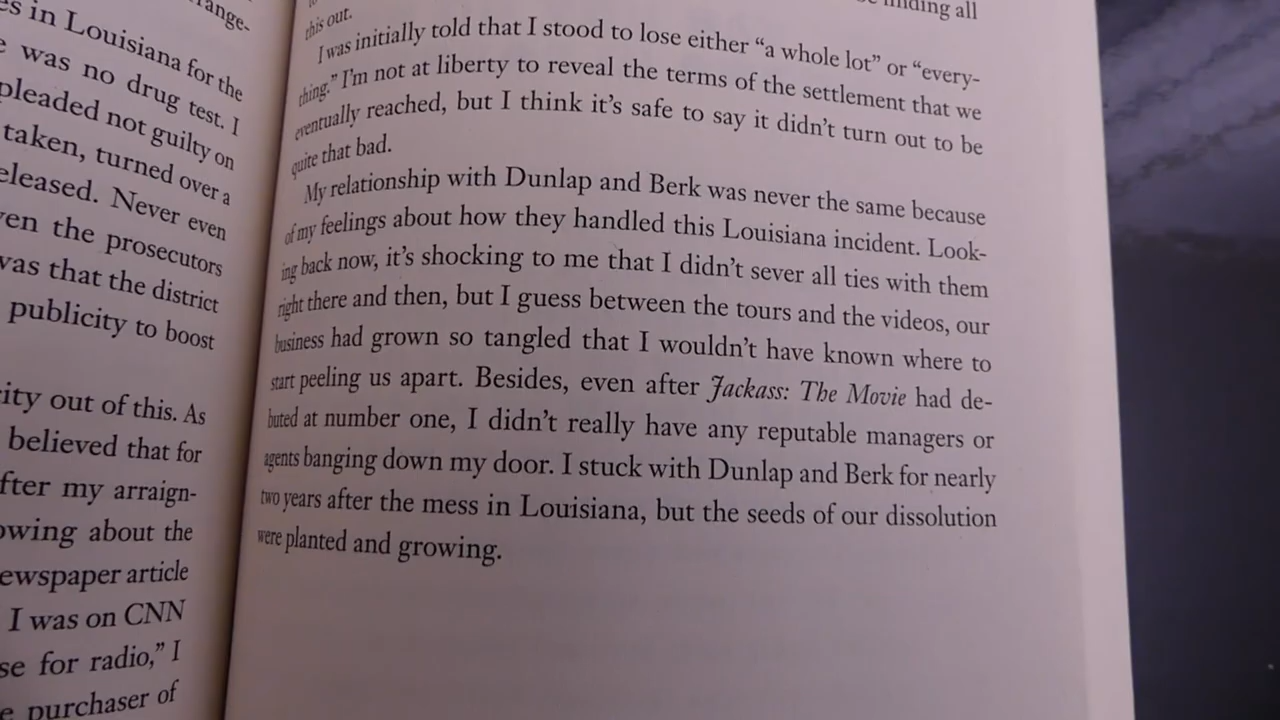 range-
es in Louisiana for the
e was no drug test. I
pleaded not guilty on
taken, turned over a
eleased. Never even
ven the prosecutors
was that the district
publicity to boost
city out of this. As
believed that for
fter my arraign-
owing about the
ewspaper article
I was on CNN
se for radio,” I
e purchaser of
all
this out.
I was initially told that I stood to lose either “a whole lot” or “every-
thing.” I’m not at liberty to reveal the terms of the settlement that we
eventually reached, but I think it’s safe to say it didn’t turn out to be
quite that bad.
My relationship with Dunlap and Berk was never the same because
of my feelings about how they handled this Louisiana incident. Look-
ing back now, it’s shocking to me that I didn’t sever all ties with them
right there and then, but I guess between the tours and the videos, our
business had grown so tangled that I wouldn’t have known where to
start peeling us apart. Besides, even after Jackass: The Movie had de-
buted at number one, I didn’t really have any reputable managers or
agents banging down my door. I stuck with Dunlap and Berk for nearly
two years after the mess in Louisiana, but the seeds of our dissolution
were planted and growing.